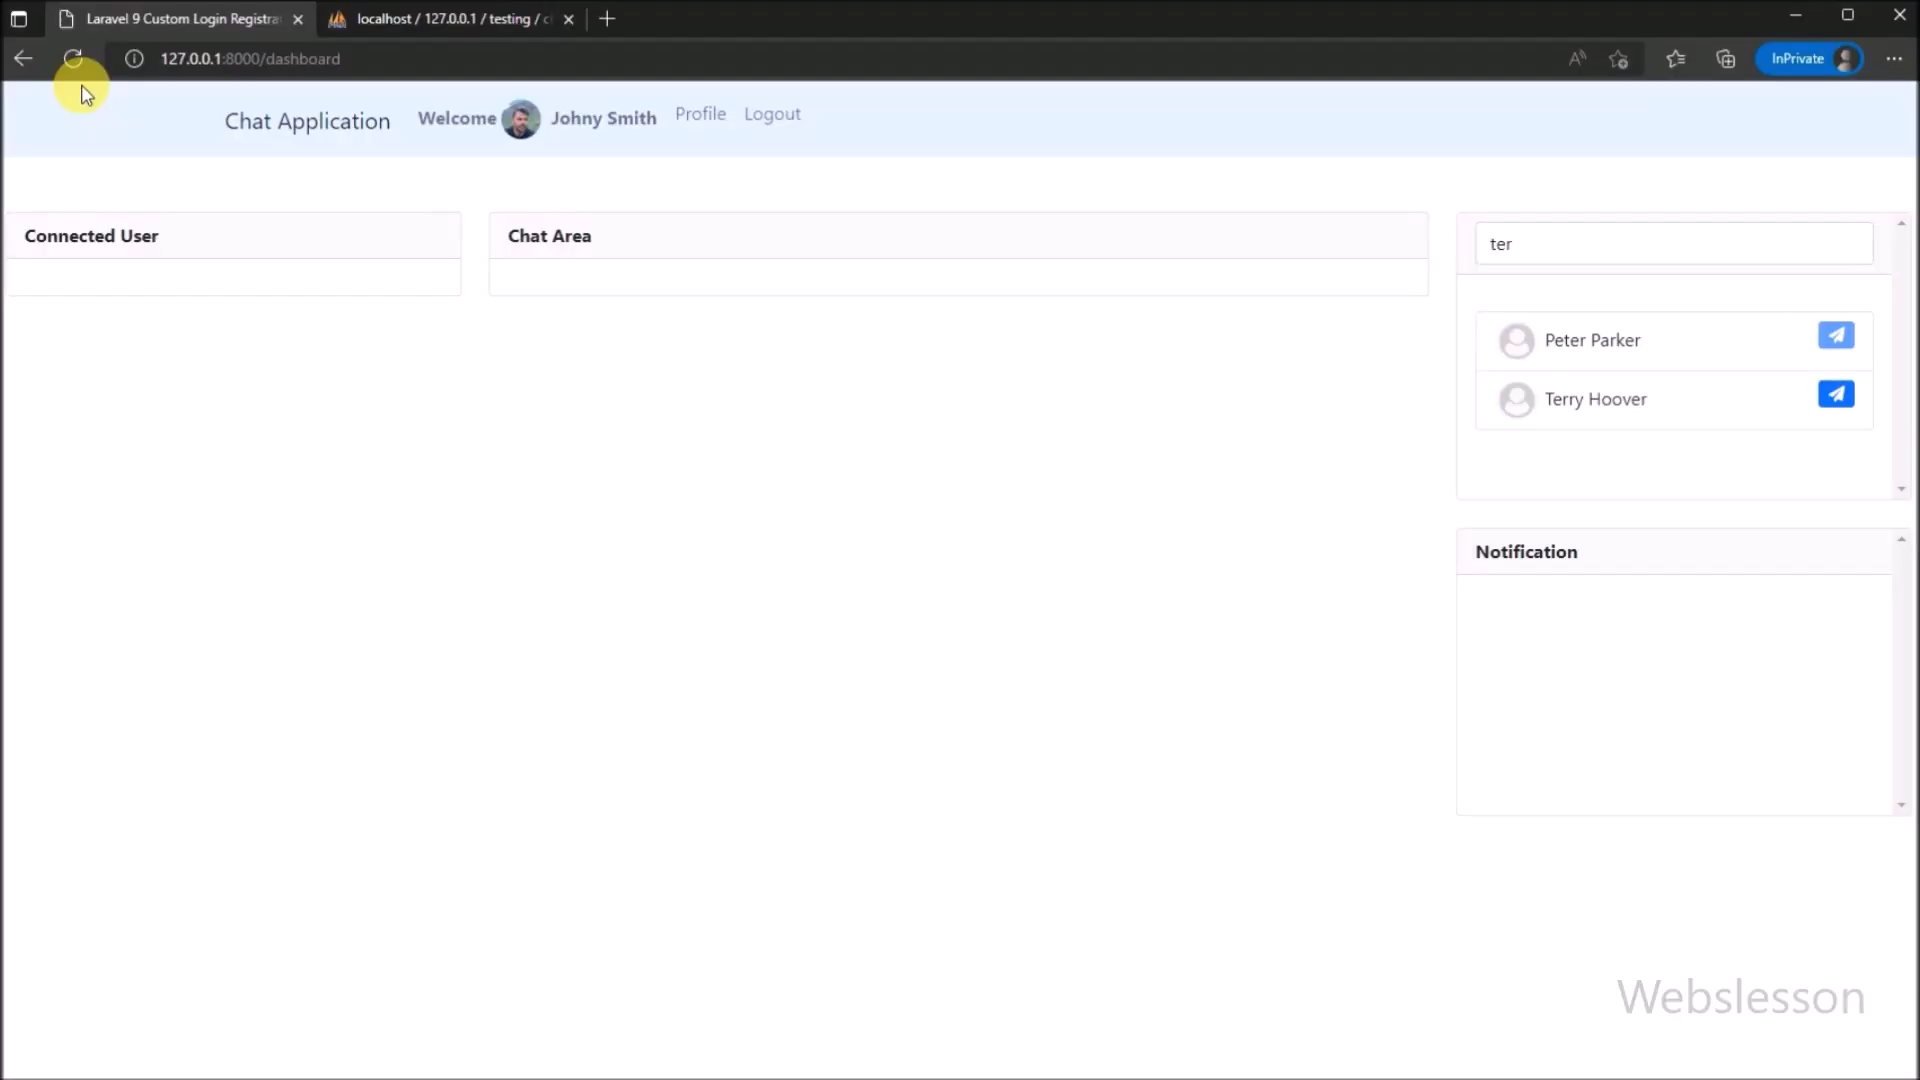 Laravel 9 Custom Login Registra
localhost / 127.0.0.1 / testing / c
127.0.0.1:8000/dashboard
InPrivate
Chat Application
Welcome Johny Smith
Profile
Logout
Connected User
Chat Area
ter
Peter Parker
Terry Hoover
Notification
Webslesson